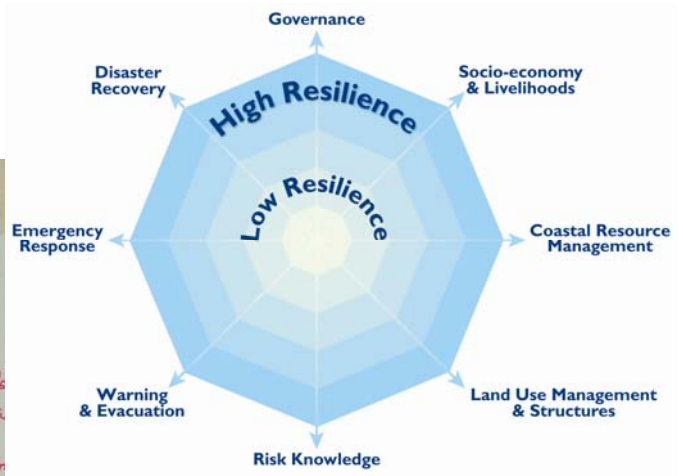 Governance
Disaster
Recovery
Socio-economy
& Livelihoods
High Resilience
Low Resilience
Emergency
Response
Coastal Resource
Management
Warning
& Evacuation
Land Use Management
& Structures
Risk Knowledge